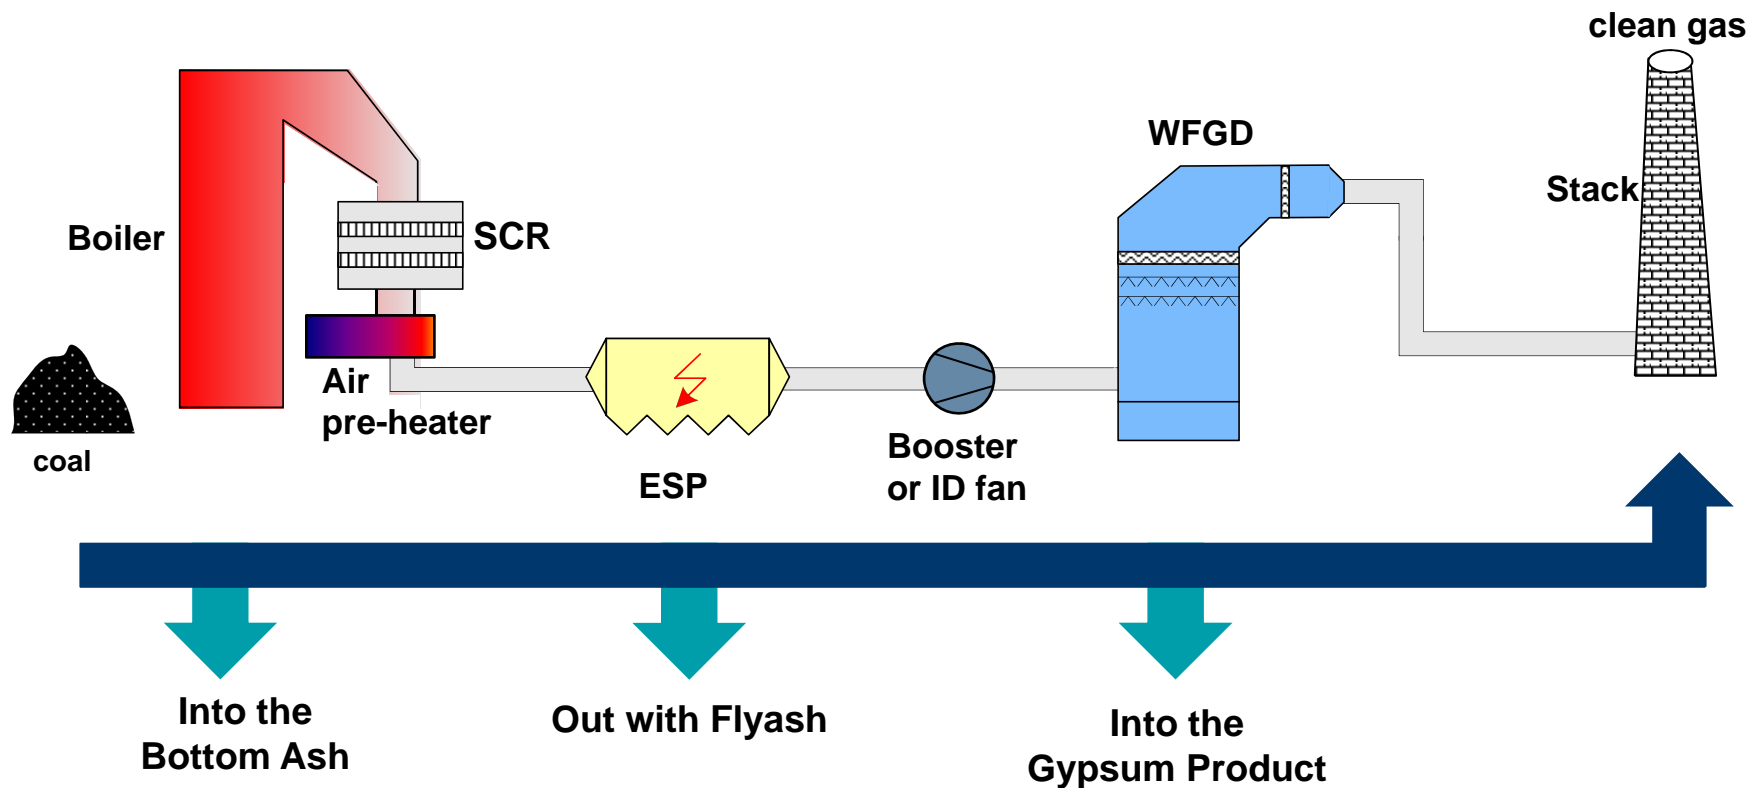 clean gas
WFGD
Stack
Boiler
SCR
Air
pre-heater
coal
Booster
or ID fan
ESP
Into the
Bottom Ash
Out with Flyash
Into the
Gypsum Product